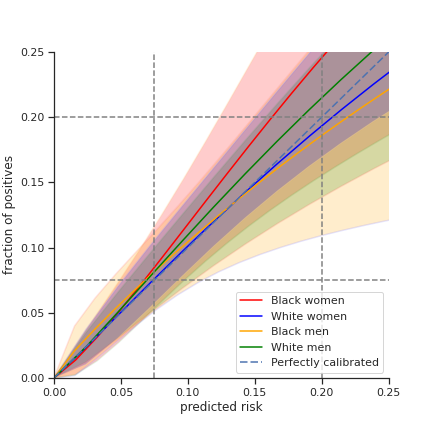 0.25
0.20
0.15
0.10
0.05
0.00
fraction of positives
Black women
White women
Black men
White men
Perfectly calibrated
0.00 0.05 0.10 0.15 0.20 0.25
predicted risk